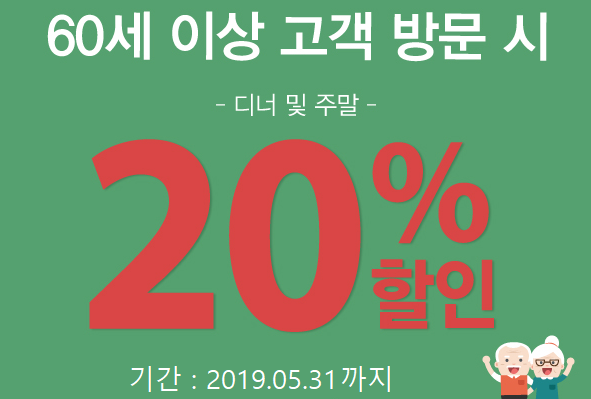 60세 이상 고객 방문 시
- 디너 및 주말 -
20%
할인
기간 : 2019.05.31까지